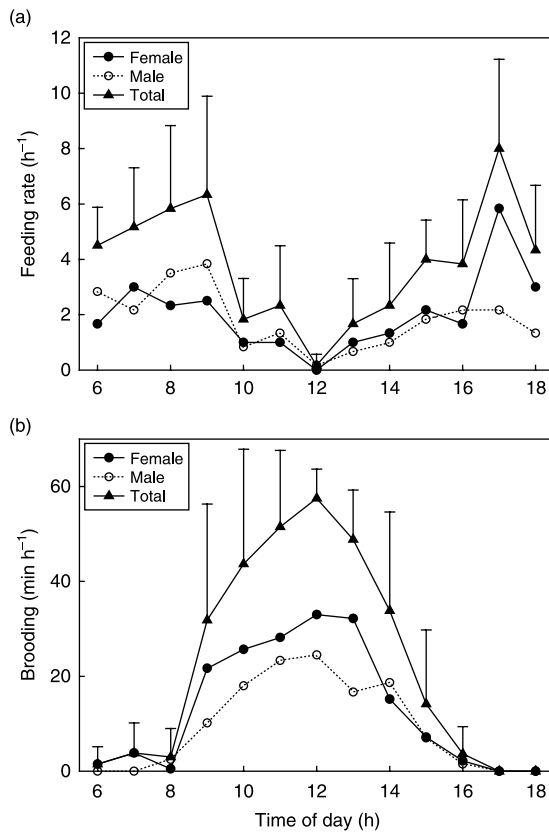 (a)
12
10
8
6
4
2
0
Feeding rate (h⁻¹)
Female
Male
Total
6 8 10 12 14 16 18
(b)
60
40
20
0
Brooding (min h⁻¹)
Female
Male
Total
6 8 10 12 14 16 18
Time of day (h)